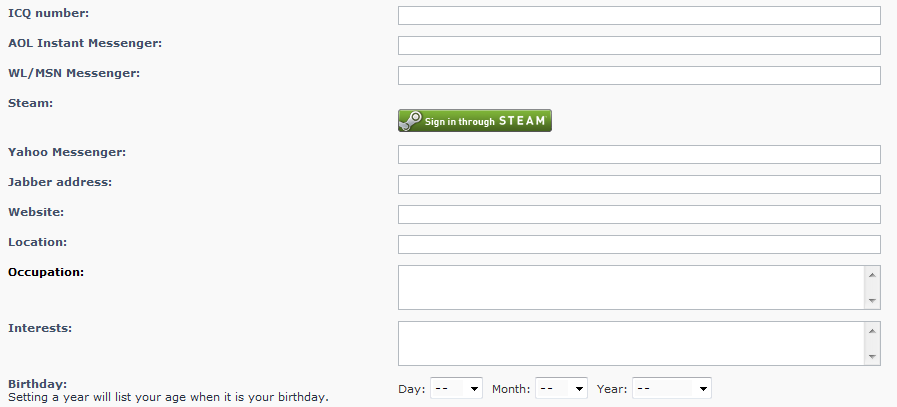 ICQ number:
AOL Instant Messenger:
WL/MSN Messenger:
Steam:
Sign in through STEAM
Yahoo Messenger:
Jabber address:
Website:
Location:
Occupation:
Interests:
Birthday:
Setting a year will list your age when it is your birthday.
Day: -- Month: -- Year: --